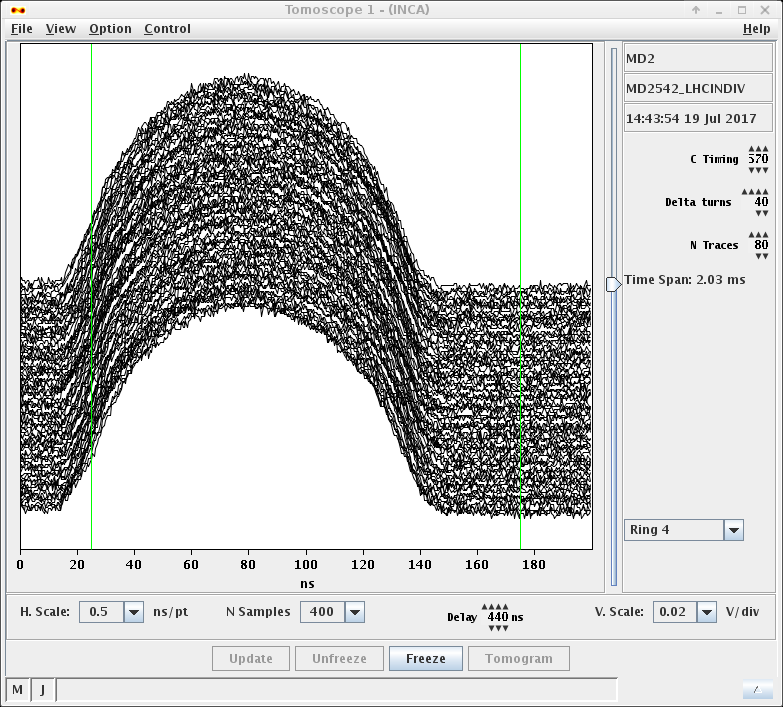 Tomoscope 1 - (INCA)
File View Option Control Help
MD2
MD2542_LHCINDIV
14:43:54 19 Jul 2017
C Timing 570
Delta turns 40
N Traces 80
Time Span: 2.03 ms
Ring 4
0 20 40 60 80 100 120 140 160 180
ns
H. Scale: 0.5 ns/pt N Samples 400 Delay 440 ns V. Scale: 0.02 V/div
Update Unfreeze Freeze Tomogram
M J